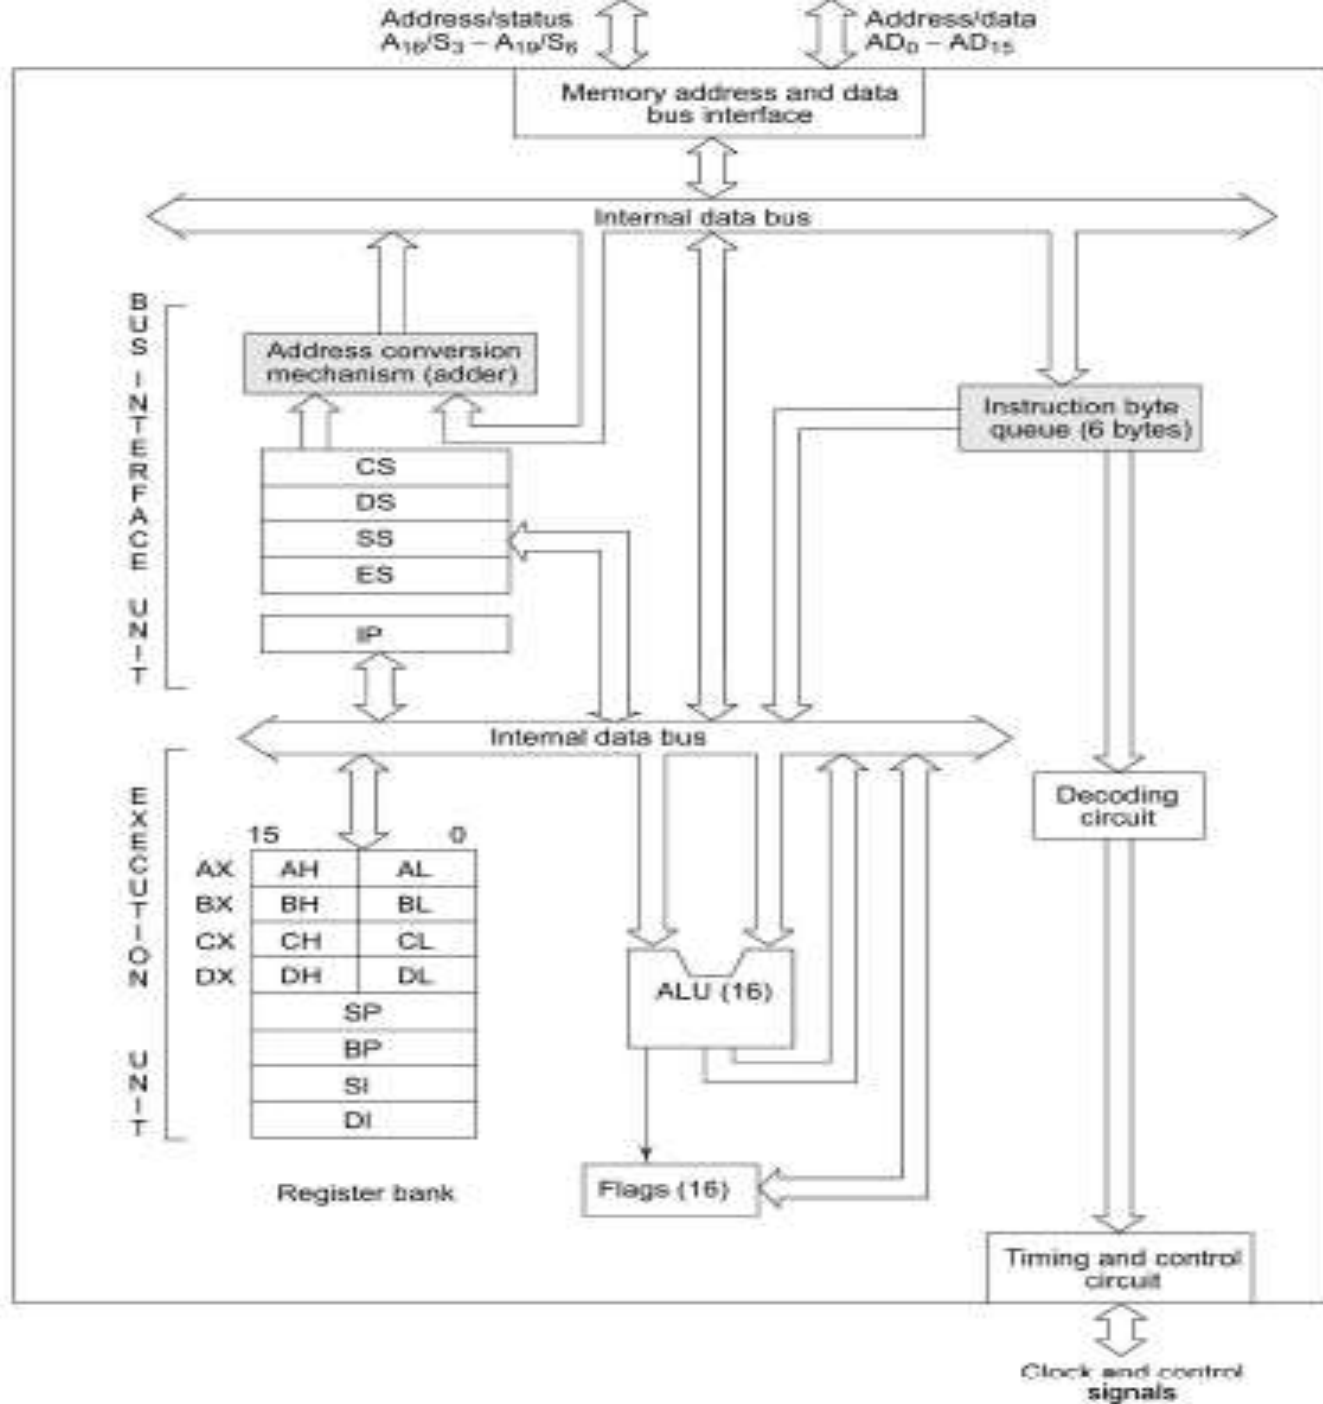 Address/status
A16/S3 – A19/S6
Address/data
AD0 – AD15
Memory address and data
bus interface
Internal data bus
BUS INTERFACE UNIT
Address conversion
mechanism (adder)
Instruction byte
queue (6 bytes)
CS
DS
SS
ES
IP
Internal data bus
EXECUTION UNIT
Decoding
circuit
15 0
AX AH AL
BX BH BL
CX CH CL
DX DH DL
SP
BP
SI
DI
ALU (16)
Register bank
Flags (16)
Timing and control
circuit
Clock and control
signals